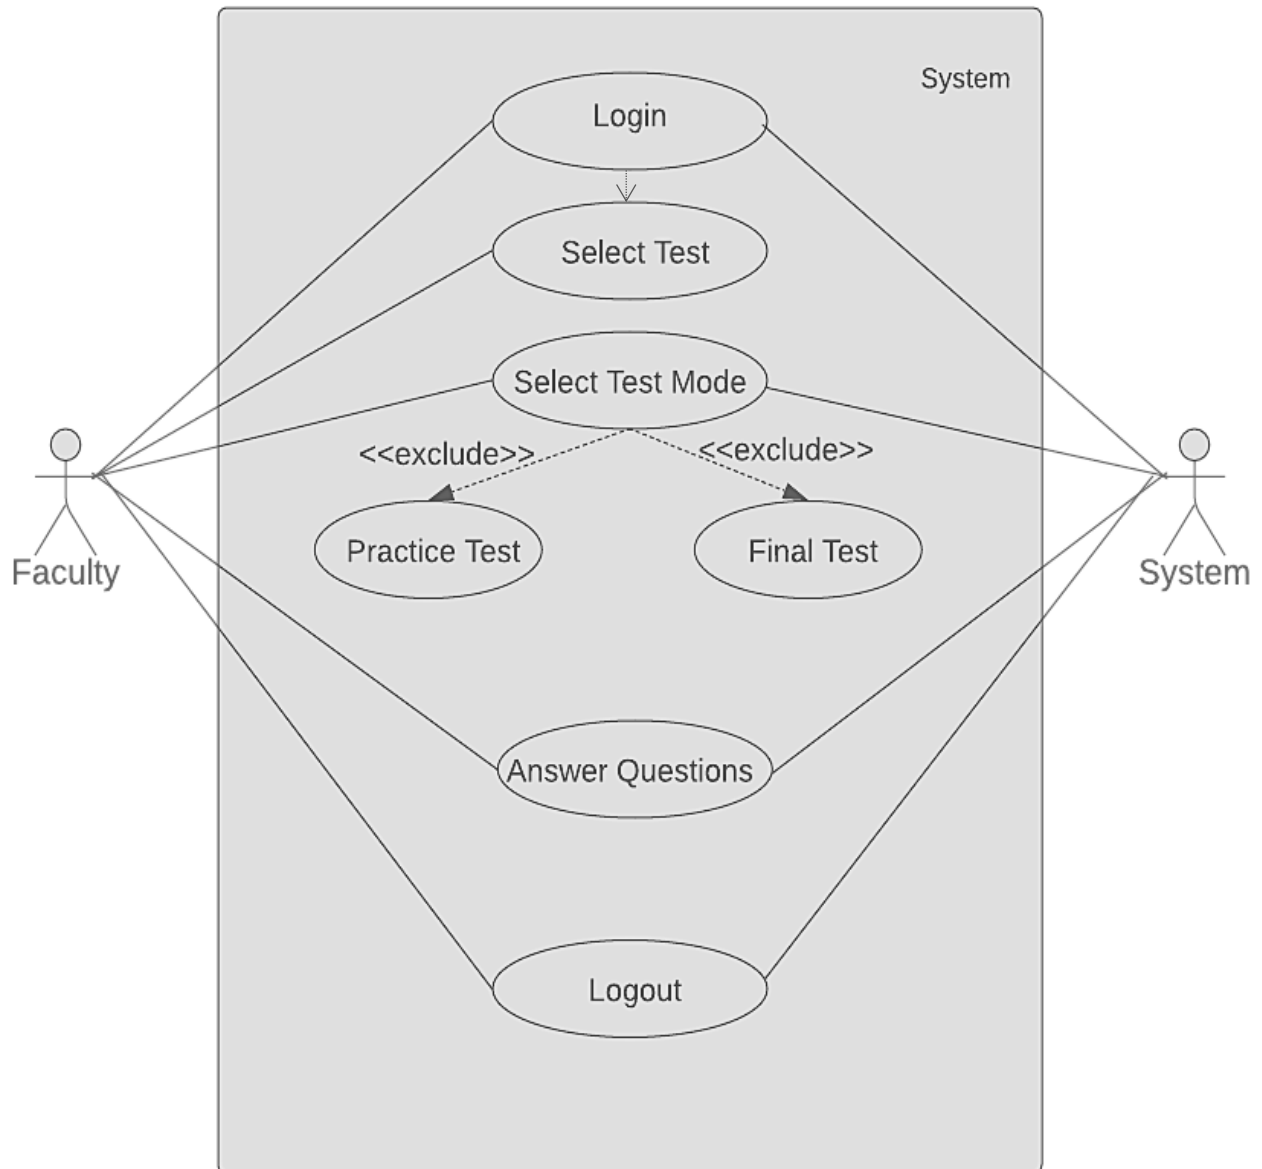 System
Login
Select Test
Select Test Mode
<<exclude>>
<<exclude>>
Practice Test
Final Test
Faculty
System
Answer Questions
Logout